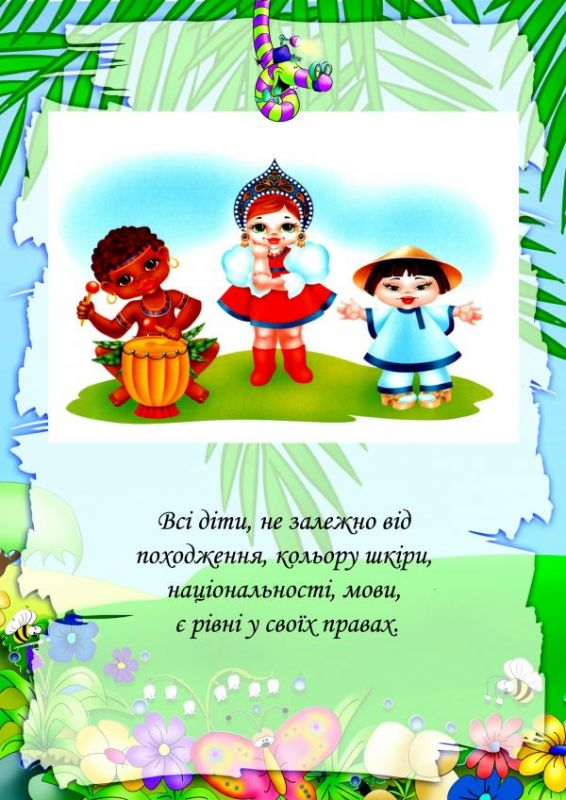 Всі діти, не залежно від
походження, кольору шкіри,
національності, мови,
є рівні у своїх правах.